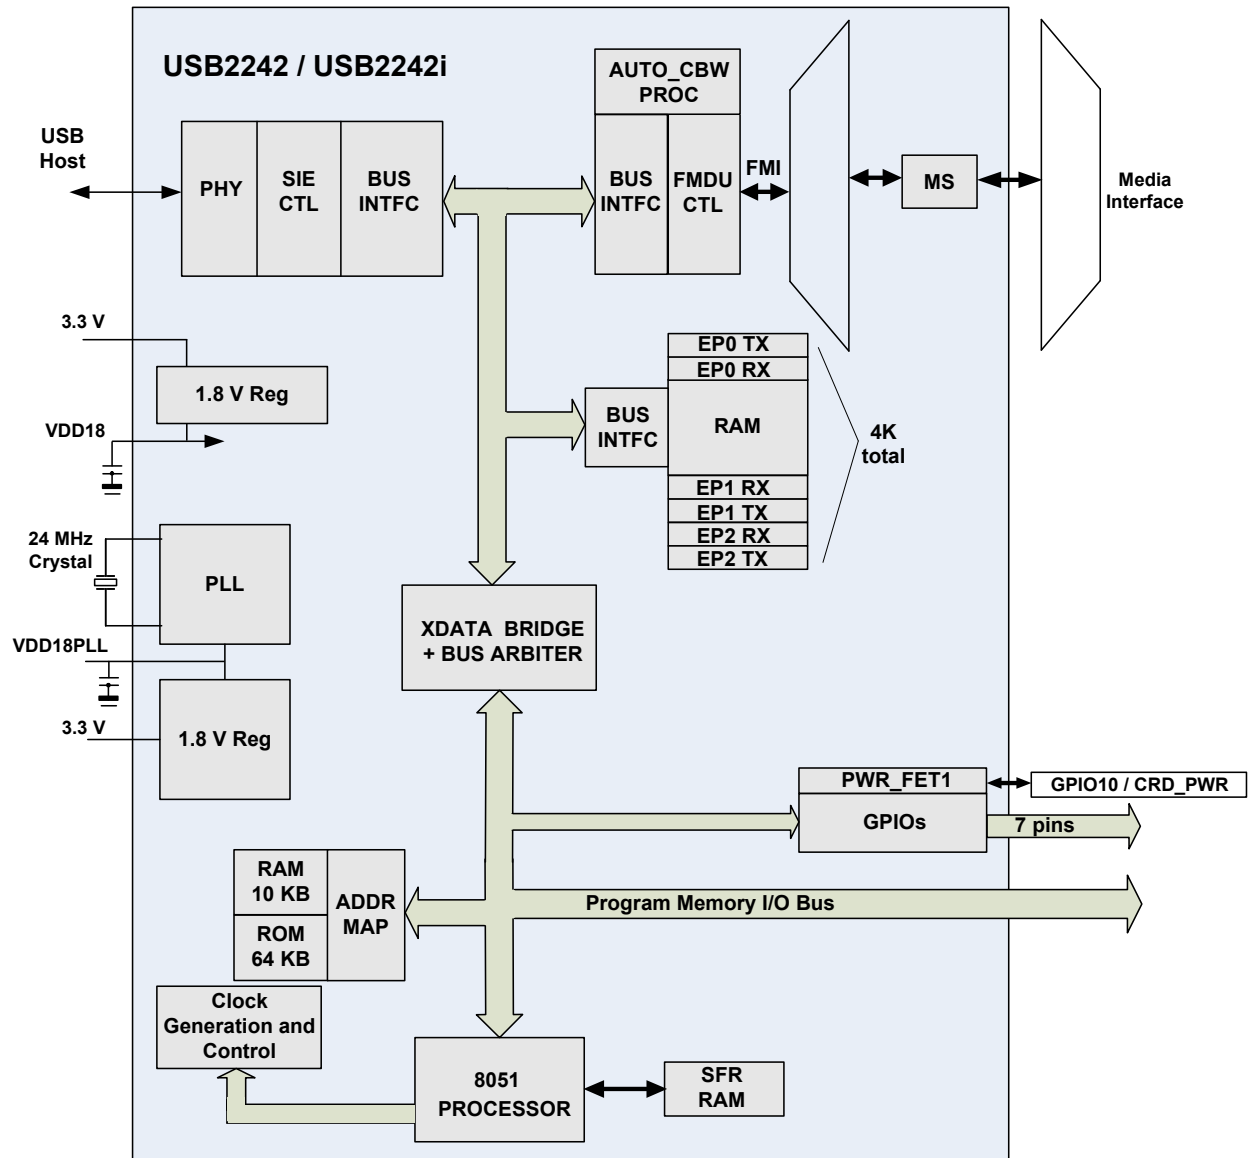 USB2242 / USB2242i
USB
Host
PHY
SIE
CTL
BUS
INTFC
AUTO_CBW
PROC
BUS
INTFC
FMDU
CTL
FMI
MS
Media
Interface
3.3 V
1.8 V Reg
VDD18
EP0 TX
EP0 RX
BUS
INTFC
RAM
EP1 RX
EP1 TX
EP2 RX
EP2 TX
4K
total
24 MHz
Crystal
PLL
VDD18PLL
3.3 V
1.8 V Reg
XDATA BRIDGE
+ BUS ARBITER
PWR_FET1
GPIOs
GPIO10 / CRD_PWR
7 pins
RAM
10 KB
ROM
64 KB
ADDR
MAP
Program Memory I/O Bus
Clock
Generation and
Control
8051
PROCESSOR
SFR
RAM